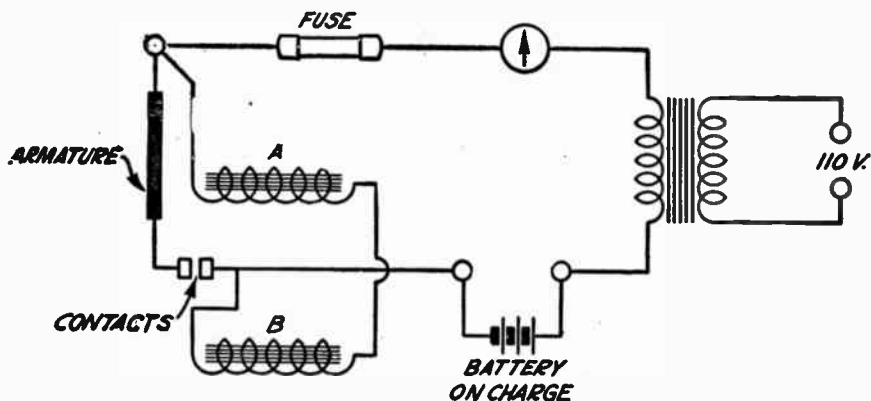 FUSE
ARMATURE
A
110 V.
CONTACTS
B
BATTERY
ON CHARGE